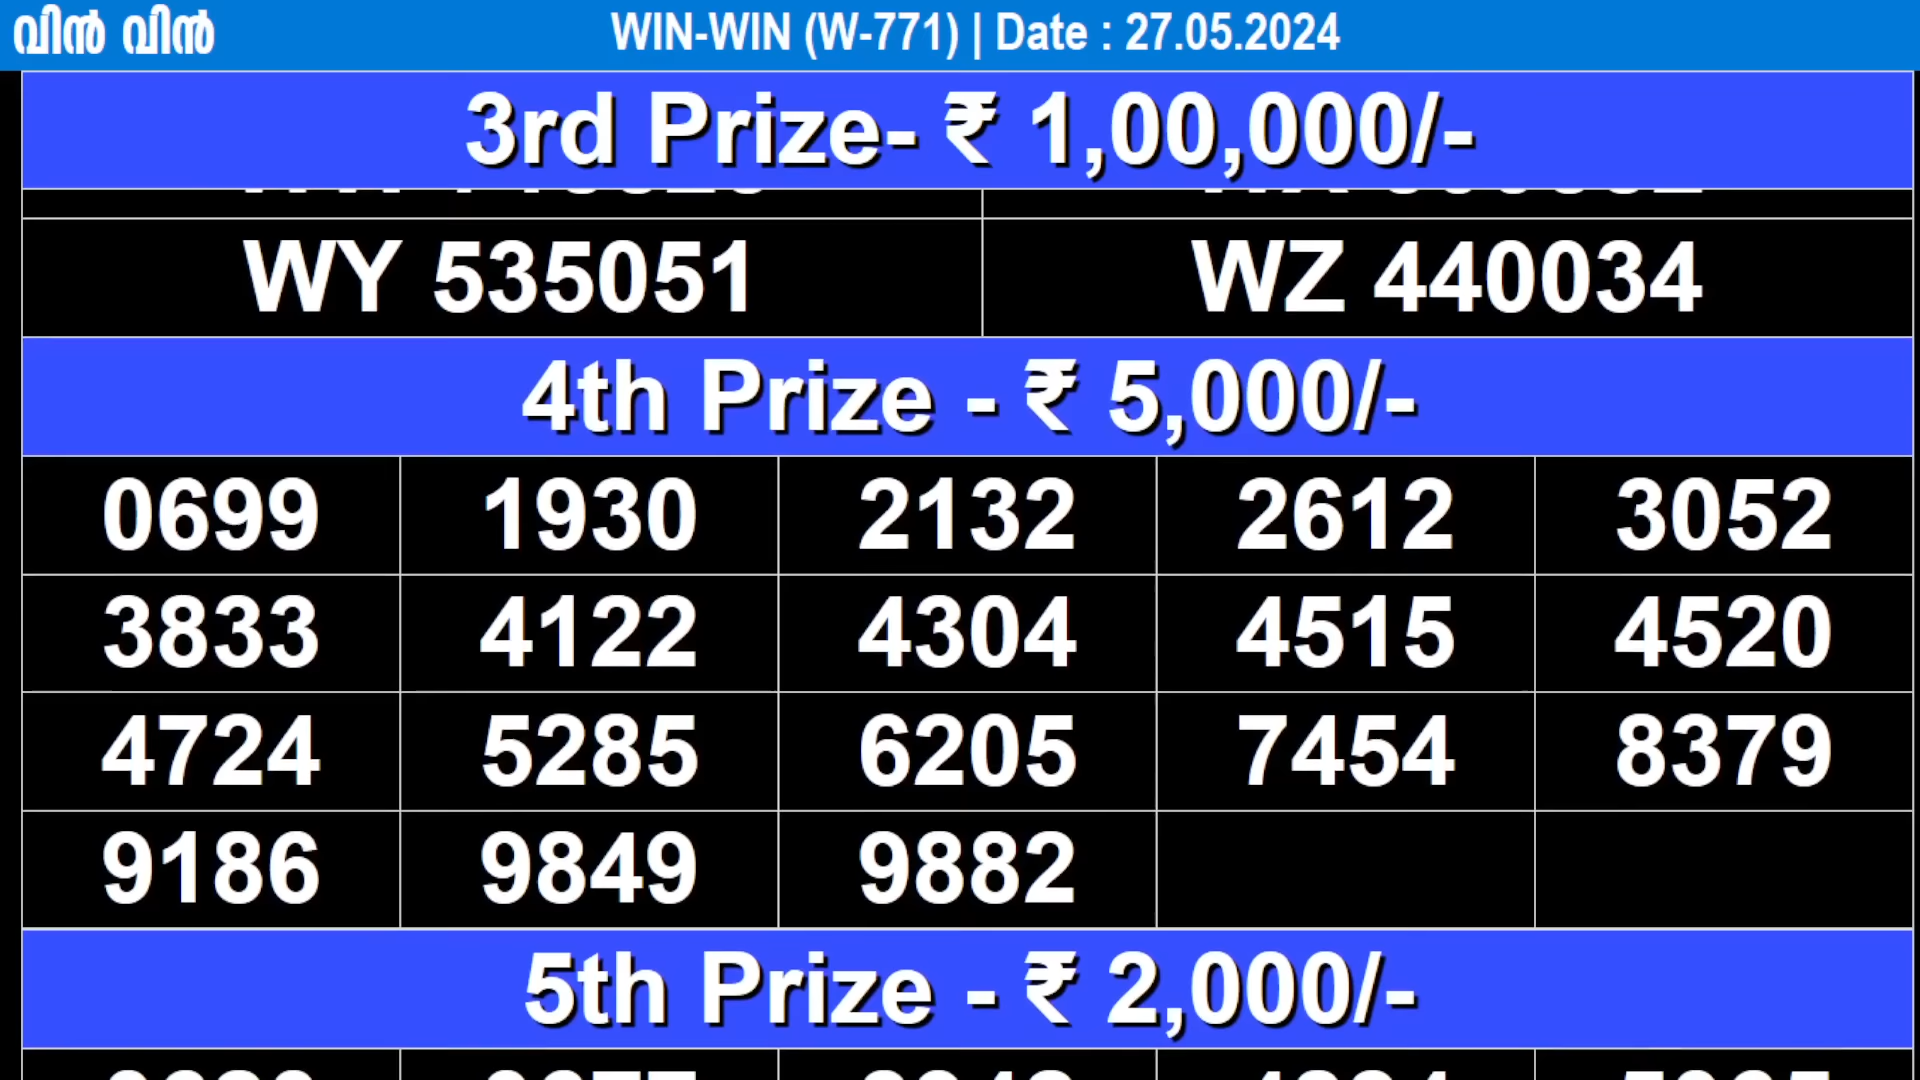 വിൻ വിൻ WIN-WIN (W-771) | Date : 27.05.2024
3rd Prize- ₹ 1,00,000/-
WY 535051 WZ 440034
4th Prize - ₹ 5,000/-
0699 1930 2132 2612 3052
3833 4122 4304 4515 4520
4724 5285 6205 7454 8379
9186 9849 9882
5th Prize - ₹ 2,000/-